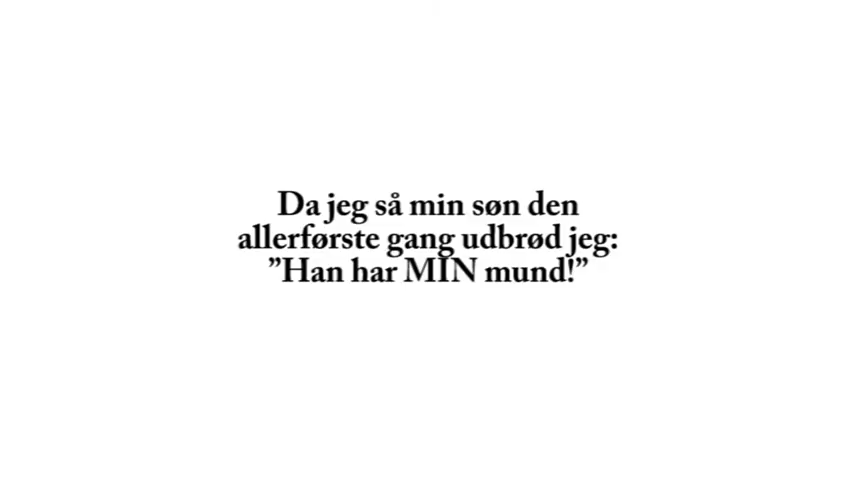 Da jeg så min søn den
allerførste gang udbrød jeg:
”Han har MIN mund!”